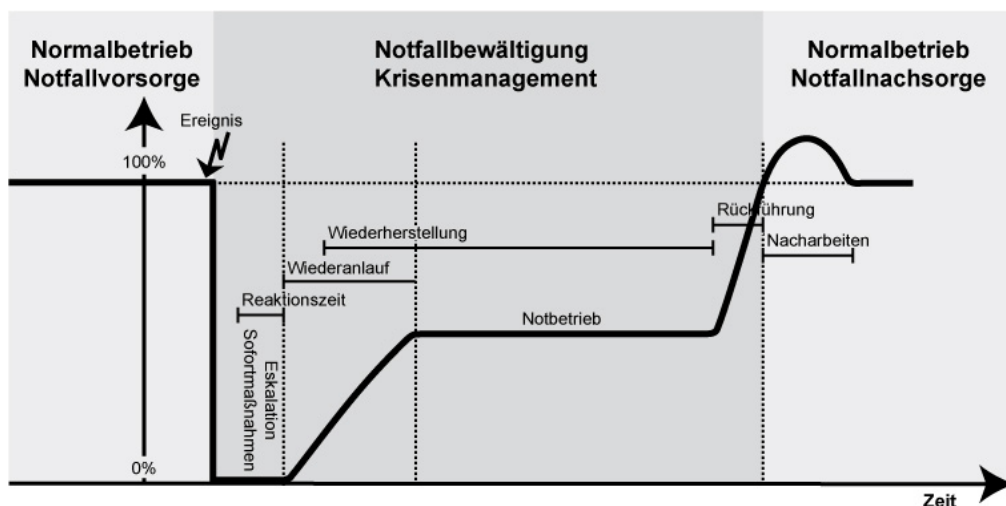 Normalbetrieb
Notfallvorsorge
Notfallbewältigung
Krisenmanagement
Normalbetrieb
Notfallnachsorge
Ereignis
100%
Rückführung
Wiederherstellung
Nacharbeiten
Wiederanlauf
Reaktionszeit
Notbetrieb
Eskalation
Sofortmaßnahmen
0%
Zeit